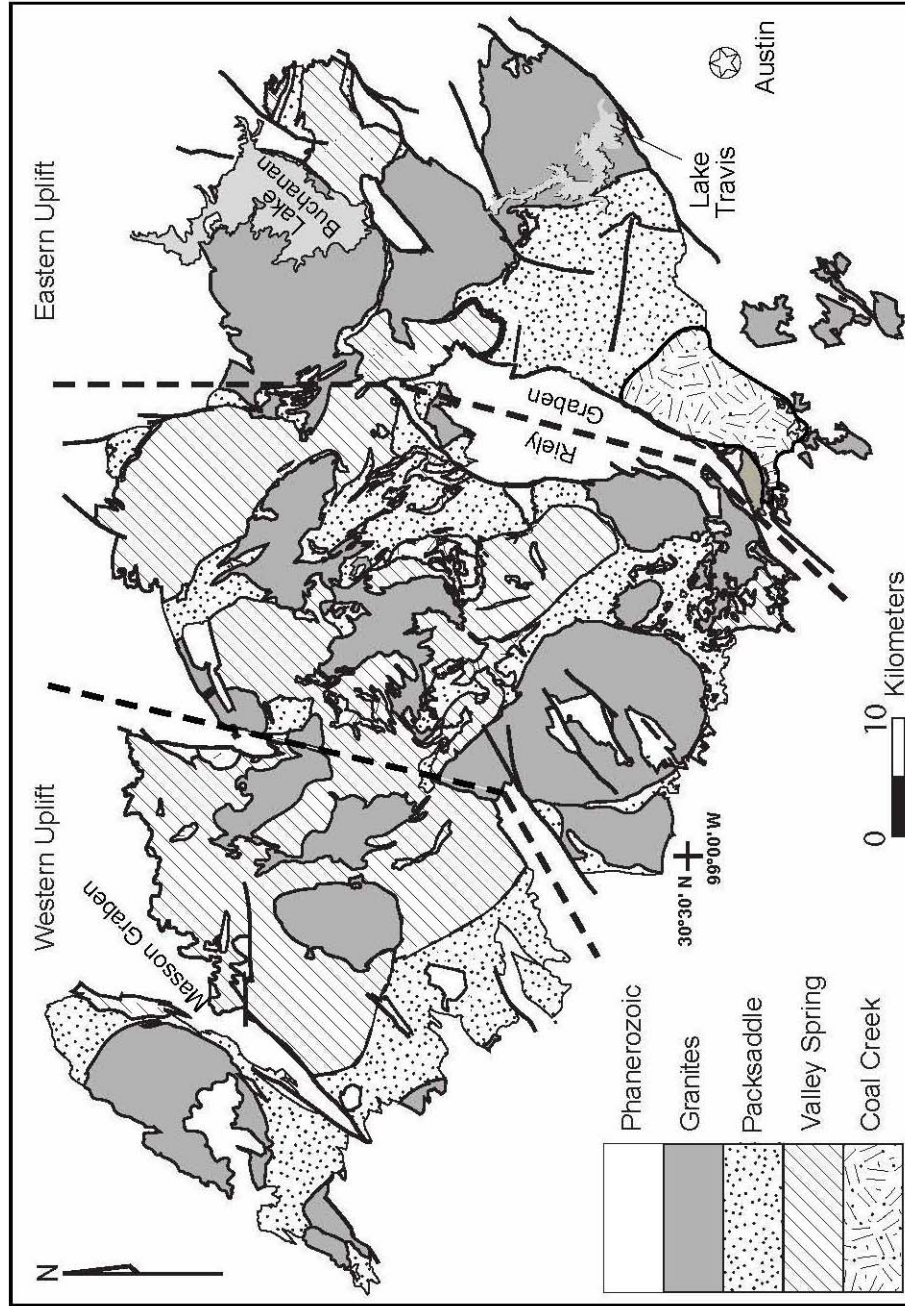 Western Uplift
Eastern Uplift
N
Masson Graben
Lake
Buchanan
Riely
Graben
Lake
Travis
Austin
30°30' N
99°00' W
0
10
Kilometers
Phanerozoic
Granites
Packsaddle
Valley Spring
Coal Creek